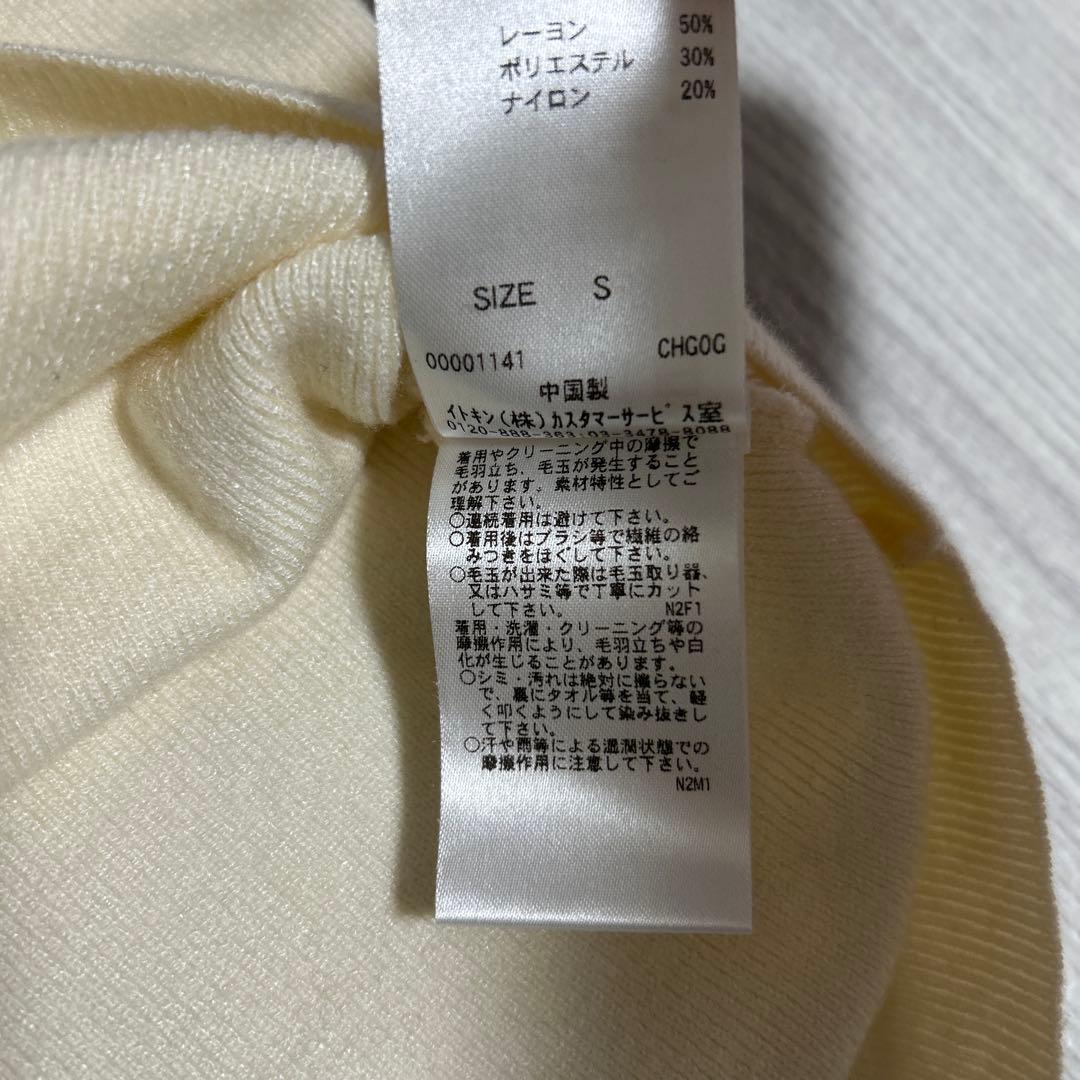 レーヨン 50%
ポリエステル 30%
ナイロン 20%
SIZE S
00001141 CHG0G
中国製
イトキン(株)カスタマーサービス室
0120-888-363:03-3478-8088
着用やクリーニング中の摩擦で
毛羽立ち、毛玉が発生すること
があります。素材特性としてご
理解下さい。
○連続着用は避けて下さい。
○着用後はブラシ等で繊維の絡
みつきをほぐして下さい。
○毛玉が出来た際は毛玉取り器、
又はハサミ等で丁寧にカット
して下さい。 N2F1
着用・洗濯・クリーニング等の
摩擦作用により、毛羽立ちや白
化が生じることがあります。
○シミ・汚れは絶対に擦らない
で、裏にタオル等を当て、軽
く叩くようにして染み抜きし
て下さい。
○汗や雨等による湿潤状態での
摩擦作用に注意して下さい。
N2M1